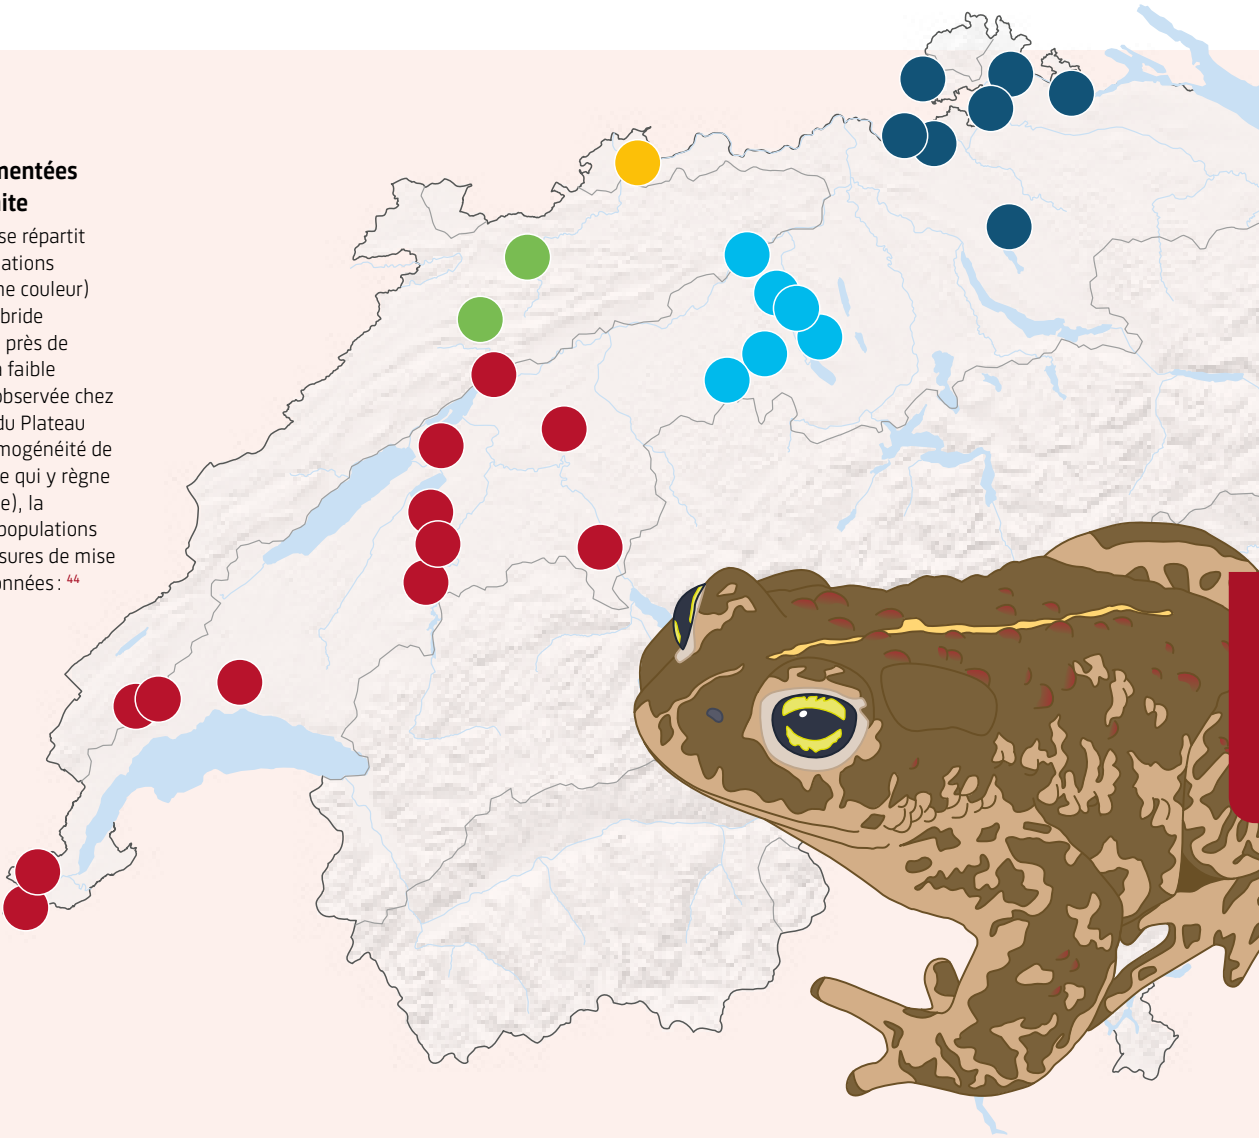 nentées
ite
se répartit
ations
ne couleur)
bride
près de
faible
observée chez
du Plateau
mogénéité de
e qui y règne
e), la
populations
sures de mise
onnées : 44